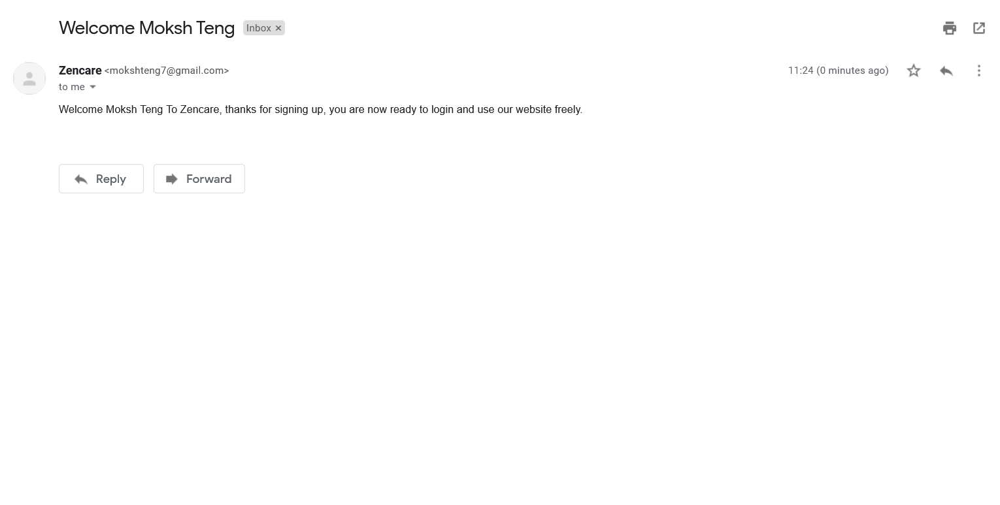 Welcome Moksh Teng Inbox ×
Zencare <mokshteng7@gmail.com> 11:24 (0 minutes ago)
to me
Welcome Moksh Teng To Zencare, thanks for signing up, you are now ready to login and use our website freely.
Reply Forward